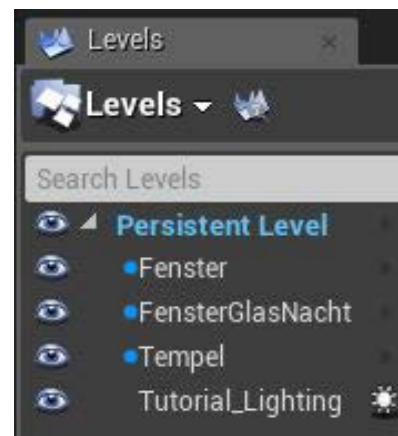 Levels
Levels
Search Levels
Persistent Level
Fenster
FensterGlasNacht
Tempel
Tutorial_Lighting